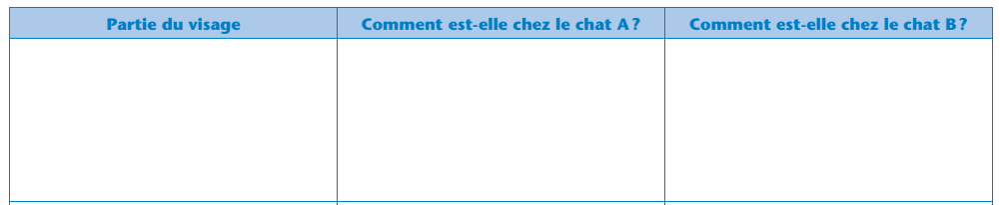 Partie du visage Comment est-elle chez le chat A ? Comment est-elle chez le chat B ?